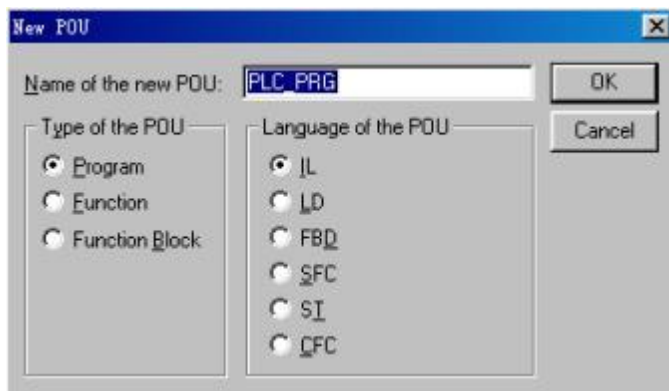 New POU
Name of the new POU: PLC_PRG
OK
Cancel
Type of the POU
Program
Function
Function Block
Language of the POU
IL
LD
FBD
SFC
ST
CFC